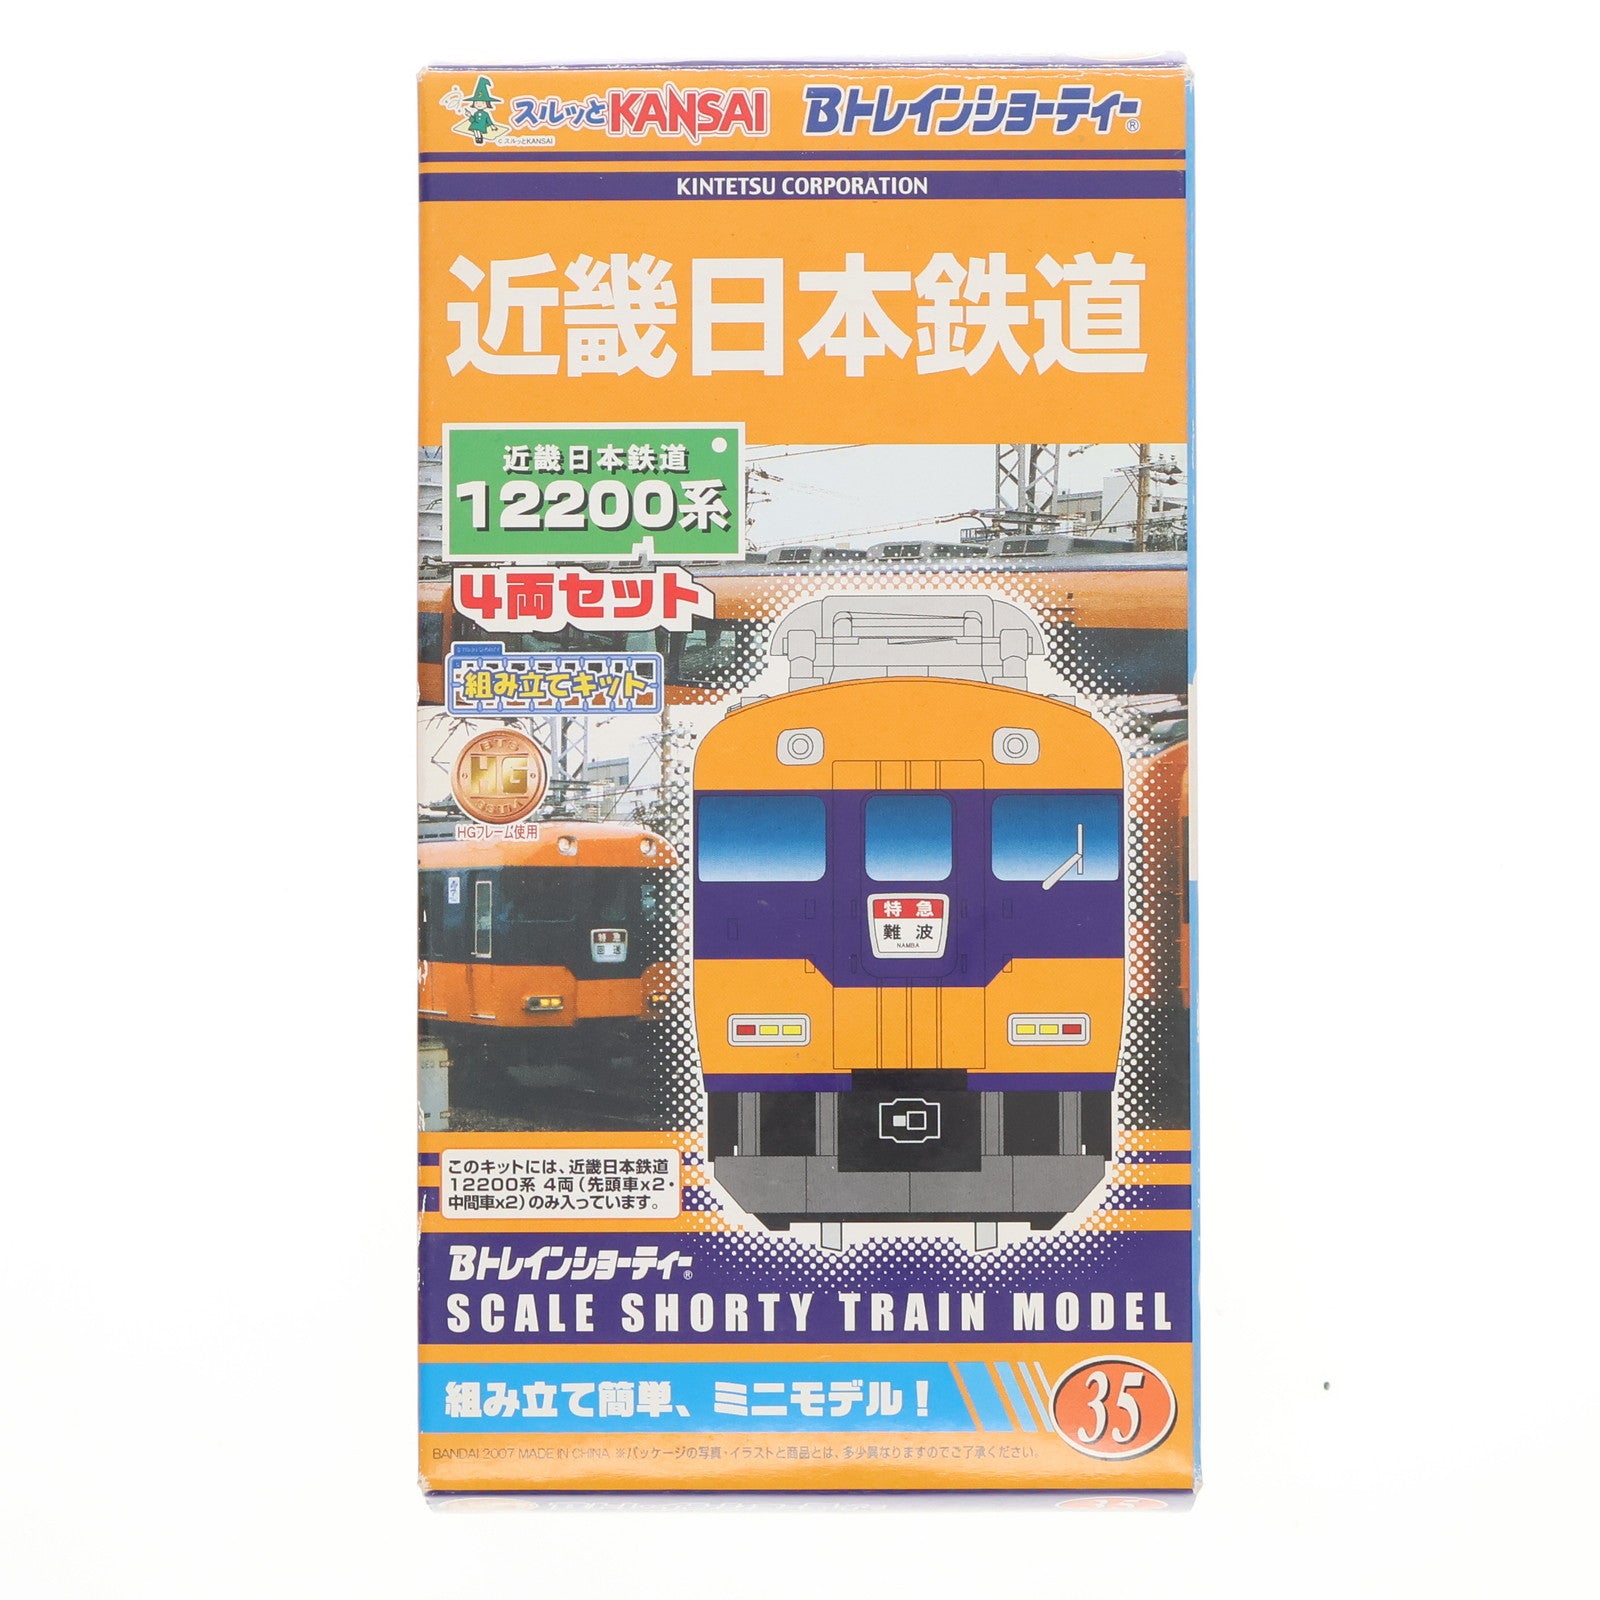 スルッとKANSAI
© スルッとKANSAI
Bトレインショーティー®
KINTETSU CORPORATION
近畿日本鉄道
近畿日本鉄道
12200系
4両セット
組み立てキット
HG
HGフレーム使用
特急
回送
特急
難波
NAMBA
このキットには、近畿日本鉄道
12200系 4両(先頭車x2・
中間車x2)のみ入っています。
Bトレインショーティー®
SCALE SHORTY TRAIN MODEL
組み立て簡単、ミニモデル!
35
BANDAI 2007 MADE IN CHINA ※パッケージの写真・イラストと商品とは、多少異なりますのでご了承ください。